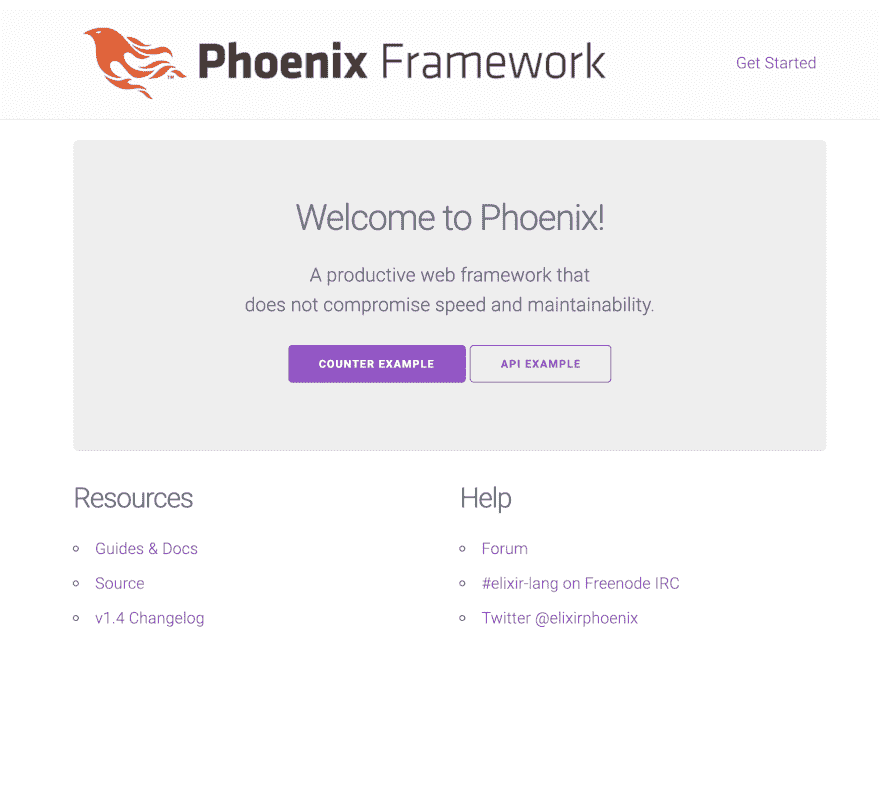 Phoenix Framework
TM
Get Started
Welcome to Phoenix!
A productive web framework that
does not compromise speed and maintainability.
COUNTER EXAMPLE
API EXAMPLE
Resources
Guides & Docs
Source
v1.4 Changelog
Help
Forum
#elixir-lang on Freenode IRC
Twitter @elixirphoenix